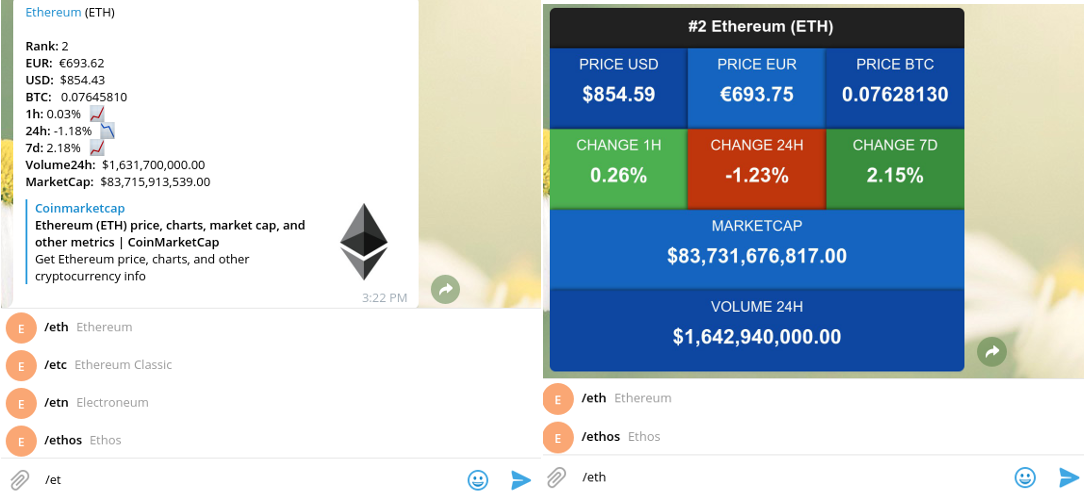 Ethereum (ETH)
Rank: 2
EUR: €693.62
USD: $854.43
BTC: 0.07645810
1h: 0.03%
24h: -1.18%
7d: 2.18%
Volume24h: $1,631,700,000.00
MarketCap: $83,715,913,539.00
Coinmarketcap
Ethereum (ETH) price, charts, market cap, and
other metrics | CoinMarketCap
Get Ethereum price, charts, and other
cryptocurrency info
3:22 PM
E /eth Ethereum
E /etc Ethereum Classic
E /etn Electroneum
E /ethos Ethos
/et
#2 Ethereum (ETH)
PRICE USD PRICE EUR PRICE BTC
$854.59 €693.75 0.07628130
CHANGE 1H CHANGE 24H CHANGE 7D
0.26% -1.23% 2.15%
MARKETCAP
$83,731,676,817.00
VOLUME 24H
$1,642,940,000.00
E /eth Ethereum
E /ethos Ethos
/eth